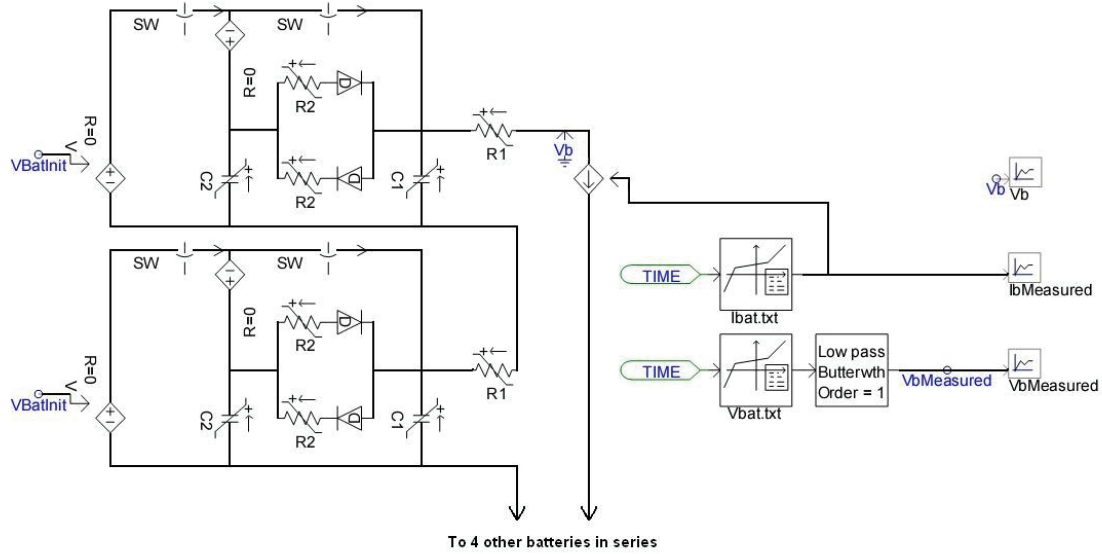 SW
SW
R=0
R2
D
R=0
V
VBatInit
C2
R2
D
C1
R1
Vb
Vb
Vb
SW
SW
R=0
R2
D
R=0
V
VBatInit
C2
R2
D
C1
R1
TIME
Ibat.txt
IbMeasured
TIME
Vbat.txt
Low pass
Butterwth
Order = 1
VbMeasured
VbMeasured
To 4 other batteries in series